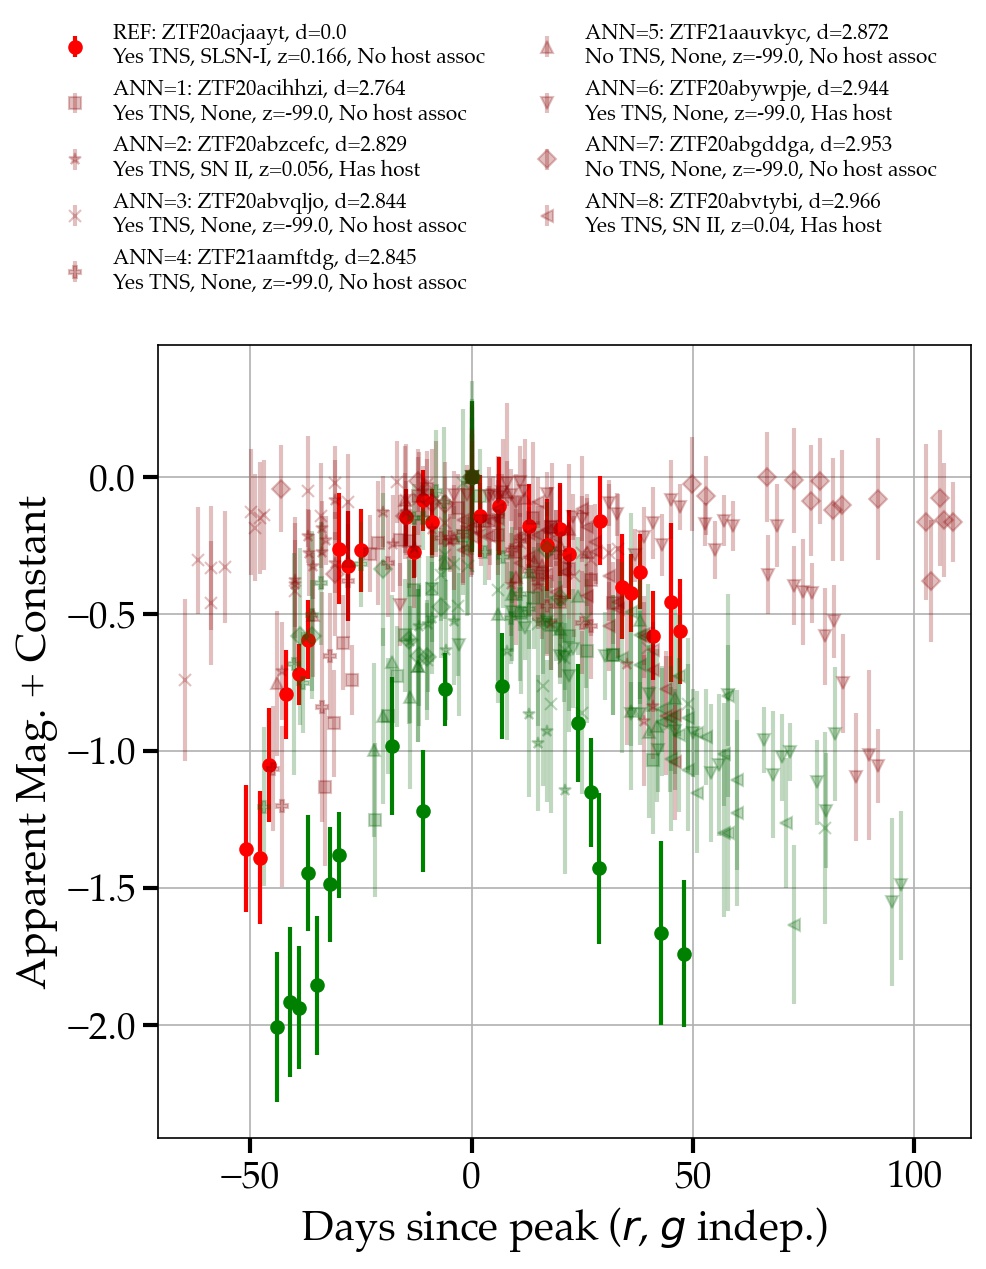 REF: ZTF20acjaayt, d=0.0
Yes TNS, SLSN-I, z=0.166, No host assoc
ANN=1: ZTF20acihhzi, d=2.764
Yes TNS, None, z=-99.0, No host assoc
ANN=2: ZTF20abzcefc, d=2.829
Yes TNS, SN II, z=0.056, Has host
ANN=3: ZTF20abvqljo, d=2.844
Yes TNS, None, z=-99.0, No host assoc
ANN=4: ZTF21aamftdg, d=2.845
Yes TNS, None, z=-99.0, No host assoc
ANN=5: ZTF21aauvkyc, d=2.872
No TNS, None, z=-99.0, No host assoc
ANN=6: ZTF20abywpje, d=2.944
Yes TNS, None, z=-99.0, Has host
ANN=7: ZTF20abgddga, d=2.953
No TNS, None, z=-99.0, No host assoc
ANN=8: ZTF20abvtybi, d=2.966
Yes TNS, SN II, z=0.04, Has host
Apparent Mag. + Constant
0.0
−0.5
−1.0
−1.5
−2.0
−50
0
50
100
Days since peak (r, g indep.)